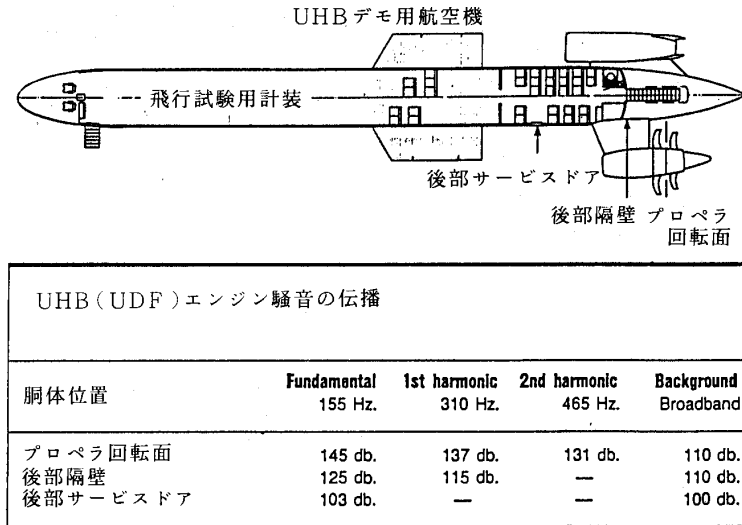 UHBデモ用航空機
飛行試験用計装
後部サービスドア
後部隔壁 プロペラ
回転面
UHB(UDF)エンジン騒音の伝播
胴体位置 Fundamental 1st harmonic 2nd harmonic Background
155 Hz. 310 Hz. 465 Hz. Broadband
プロペラ回転面 145 db. 137 db. 131 db. 110 db.
後部隔壁 125 db. 115 db. — 110 db.
後部サービスドア 103 db. — — 100 db.